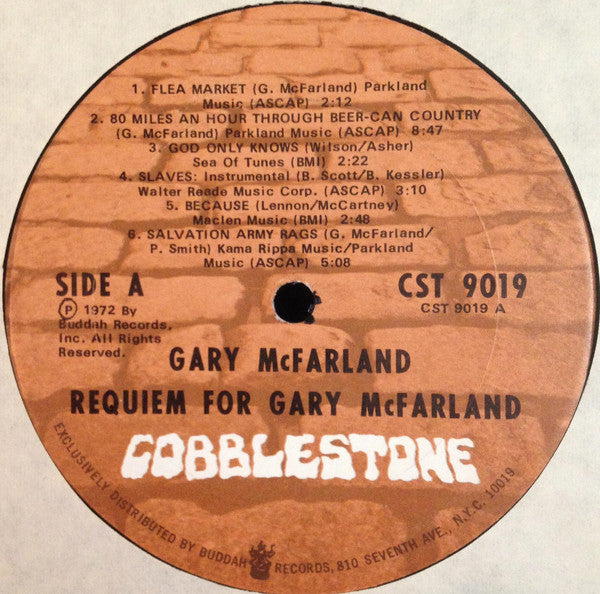 1. FLEA MARKET (G. McFarland) Parkland
Music (ASCAP) 2:12
2. 80 MILES AN HOUR THROUGH BEER-CAN COUNTRY
(G. McFarland) Parkland Music (ASCAP) 8:47
3. GOD ONLY KNOWS (Wilson/Asher)
Sea Of Tunes (BMI) 2:22
4. SLAVES: Instrumental (B. Scott/B. Kessler)
Walter Reade Music Corp. (ASCAP) 3:10
5. BECAUSE (Lennon/McCartney)
Maclen Music (BMI) 2:48
6. SALVATION ARMY RAGS (G. McFarland/
P. Smith) Kama Rippa Music/Parkland
Music (ASCAP) 5:08
SIDE A
Ⓟ 1972 By
Buddah Records,
Inc. All Rights
Reserved.
CST 9019
CST 9019 A
GARY McFARLAND
REQUIEM FOR GARY McFARLAND
COBBLESTONE
EXCLUSIVELY DISTRIBUTED BY BUDDAH RECORDS, 810 SEVENTH AVE., N.Y.C. 10019